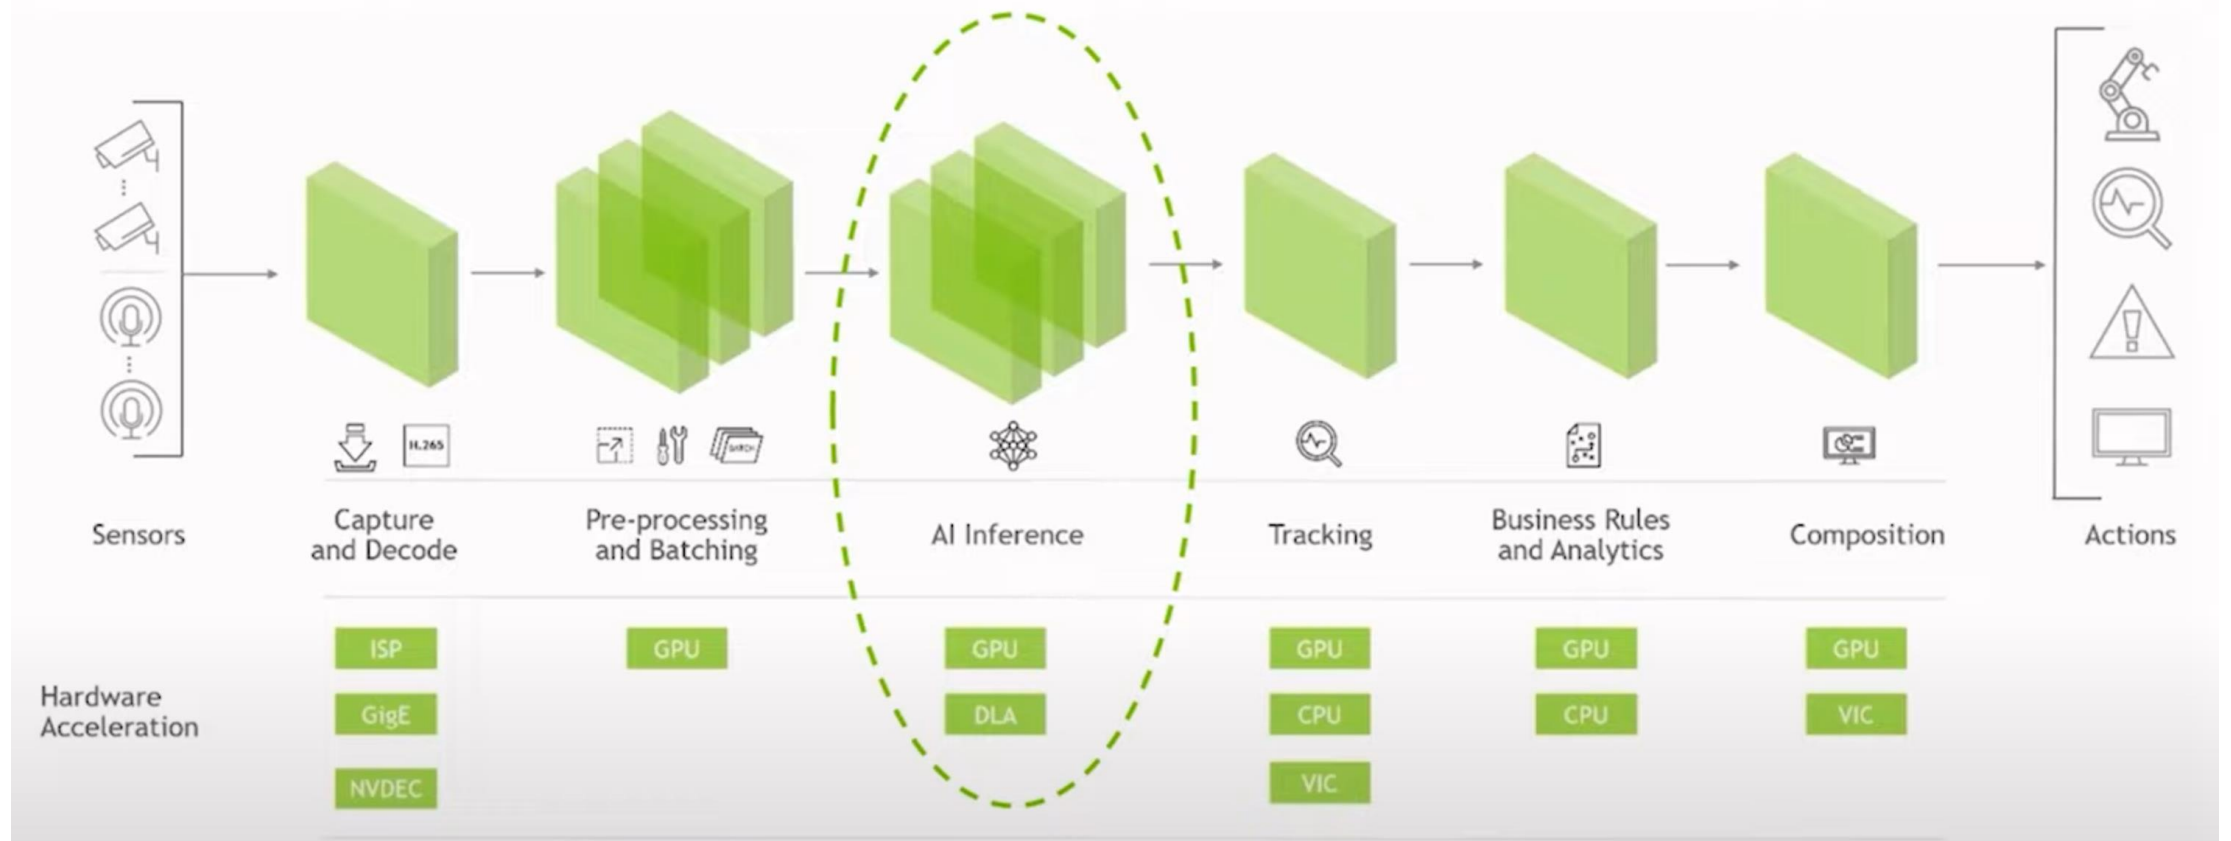 H.265
BATCH
Sensors
Capture
and Decode
Pre-processing
and Batching
AI Inference
Tracking
Business Rules
and Analytics
Composition
Actions
Hardware
Acceleration
ISP
GPU
GPU
GPU
GPU
GPU
GigE
DLA
CPU
CPU
VIC
NVDEC
VIC